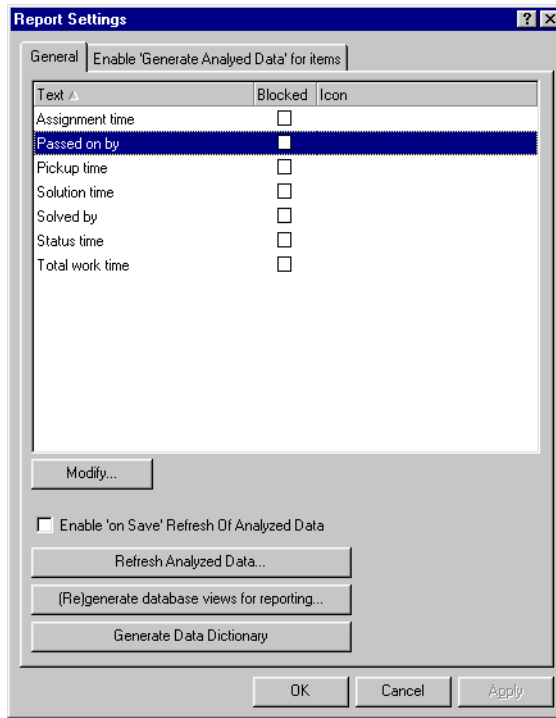 Report Settings
General Enable 'Generate Analyed Data' for items
Text Blocked Icon
Assignment time
Passed on by
Pickup time
Solution time
Solved by
Status time
Total work time
Modify...
Enable 'on Save' Refresh Of Analyzed Data
Refresh Analyzed Data...
(Re)generate database views for reporting...
Generate Data Dictionary
OK Cancel Apply